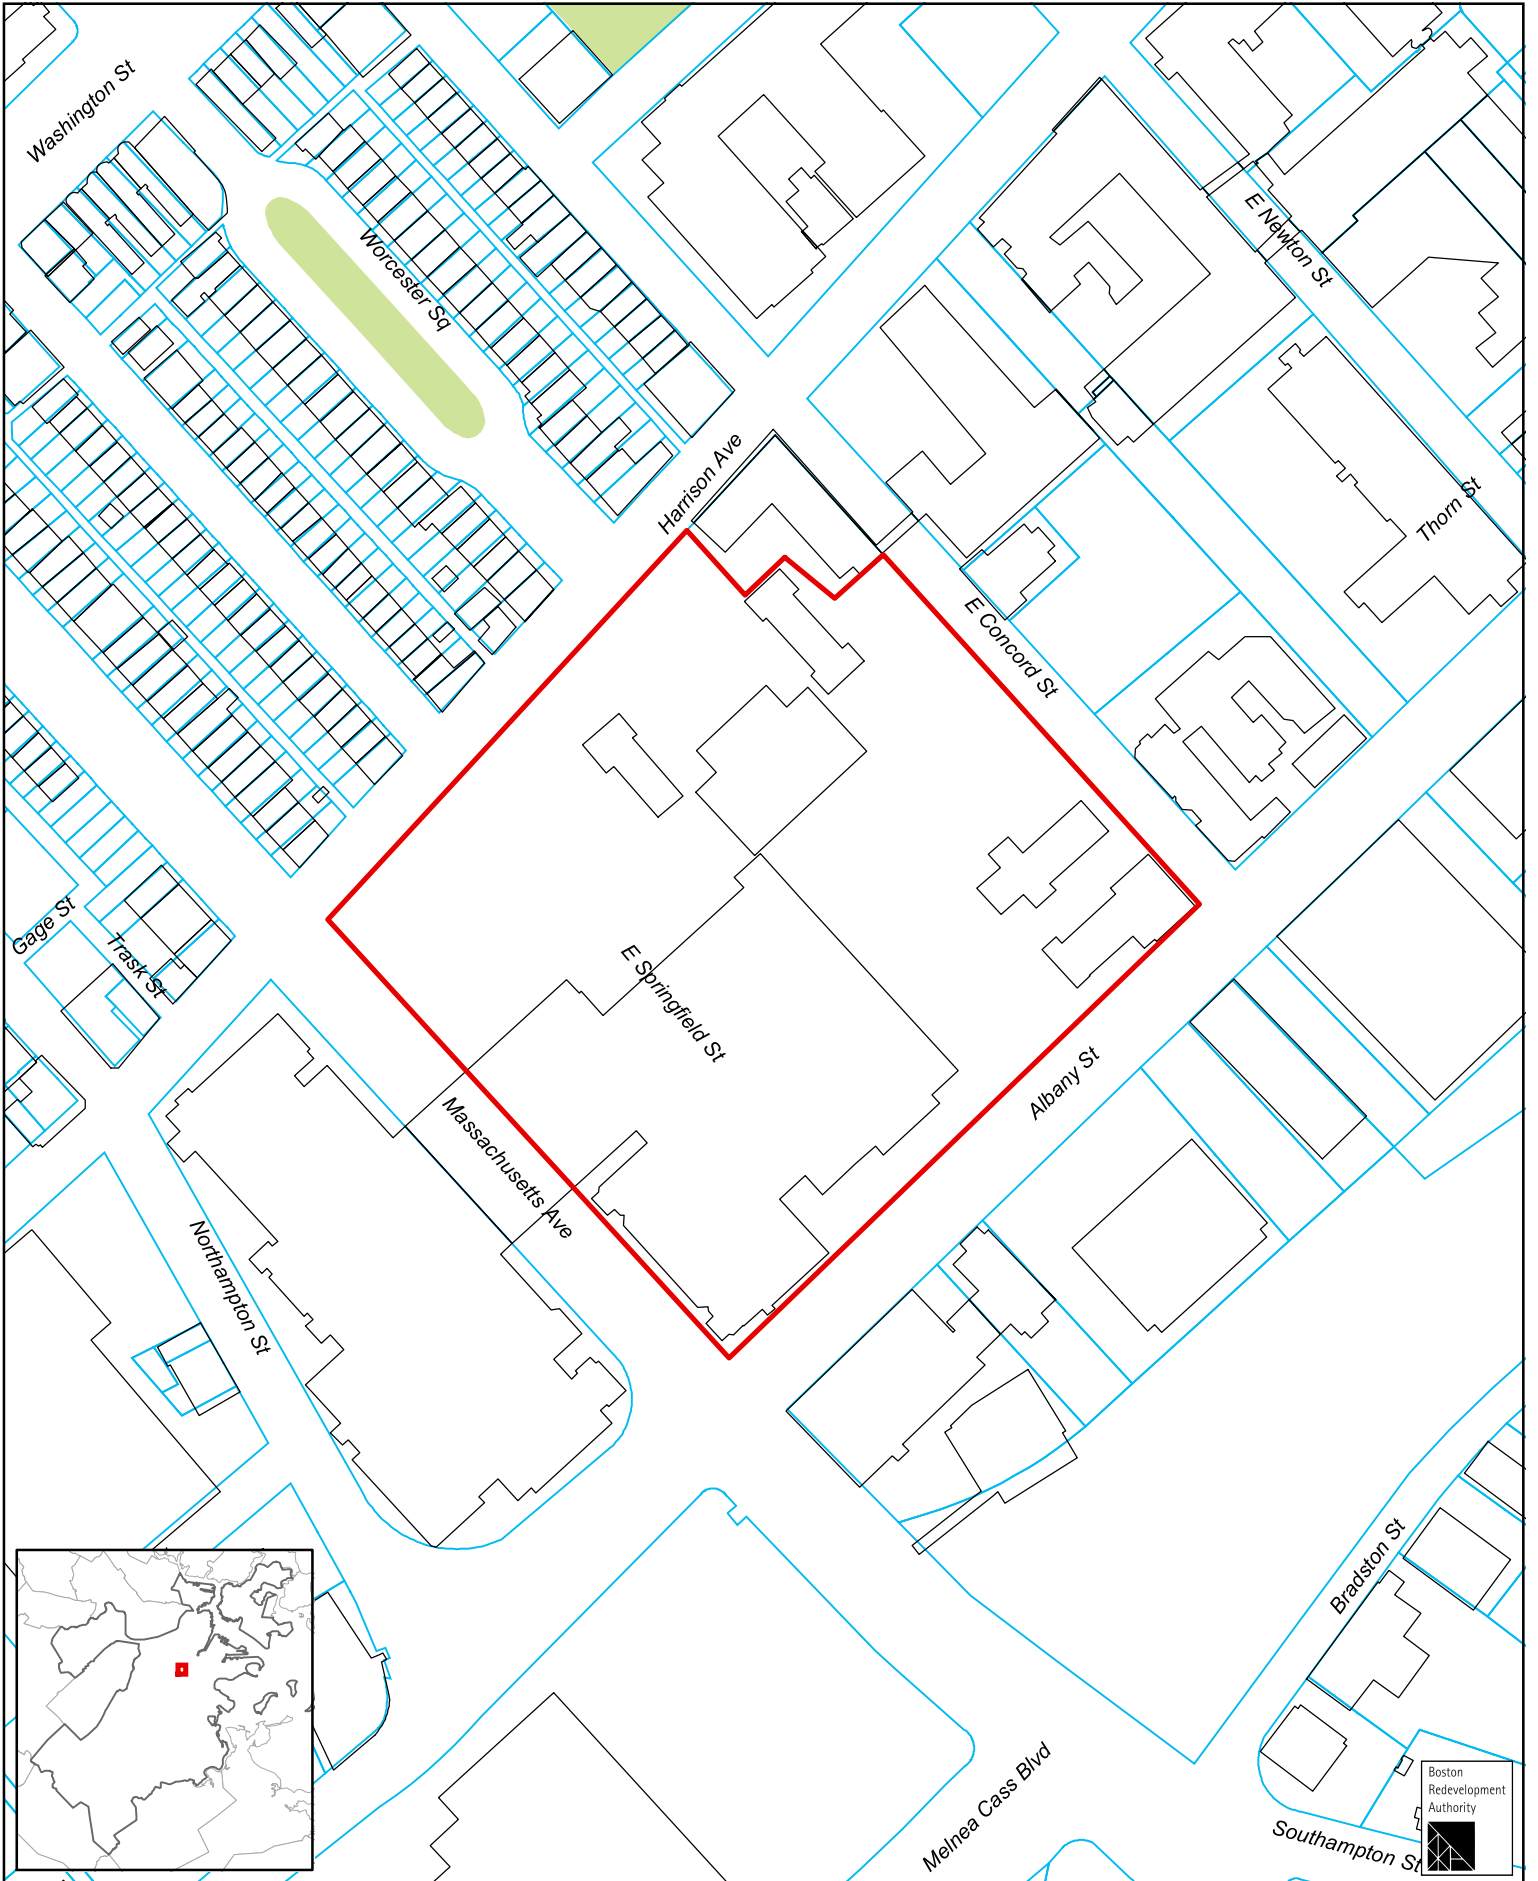 Washington St
Worcester Sq
E Newton St
Harrison Ave
Thorn St
E Concord St
Gage St
Trask St
E Springfield St
Albany St
Massachusetts Ave
Northampton St
Bradston St
Melnea Cass Blvd
Southampton St
Boston
Redevelopment
Authority